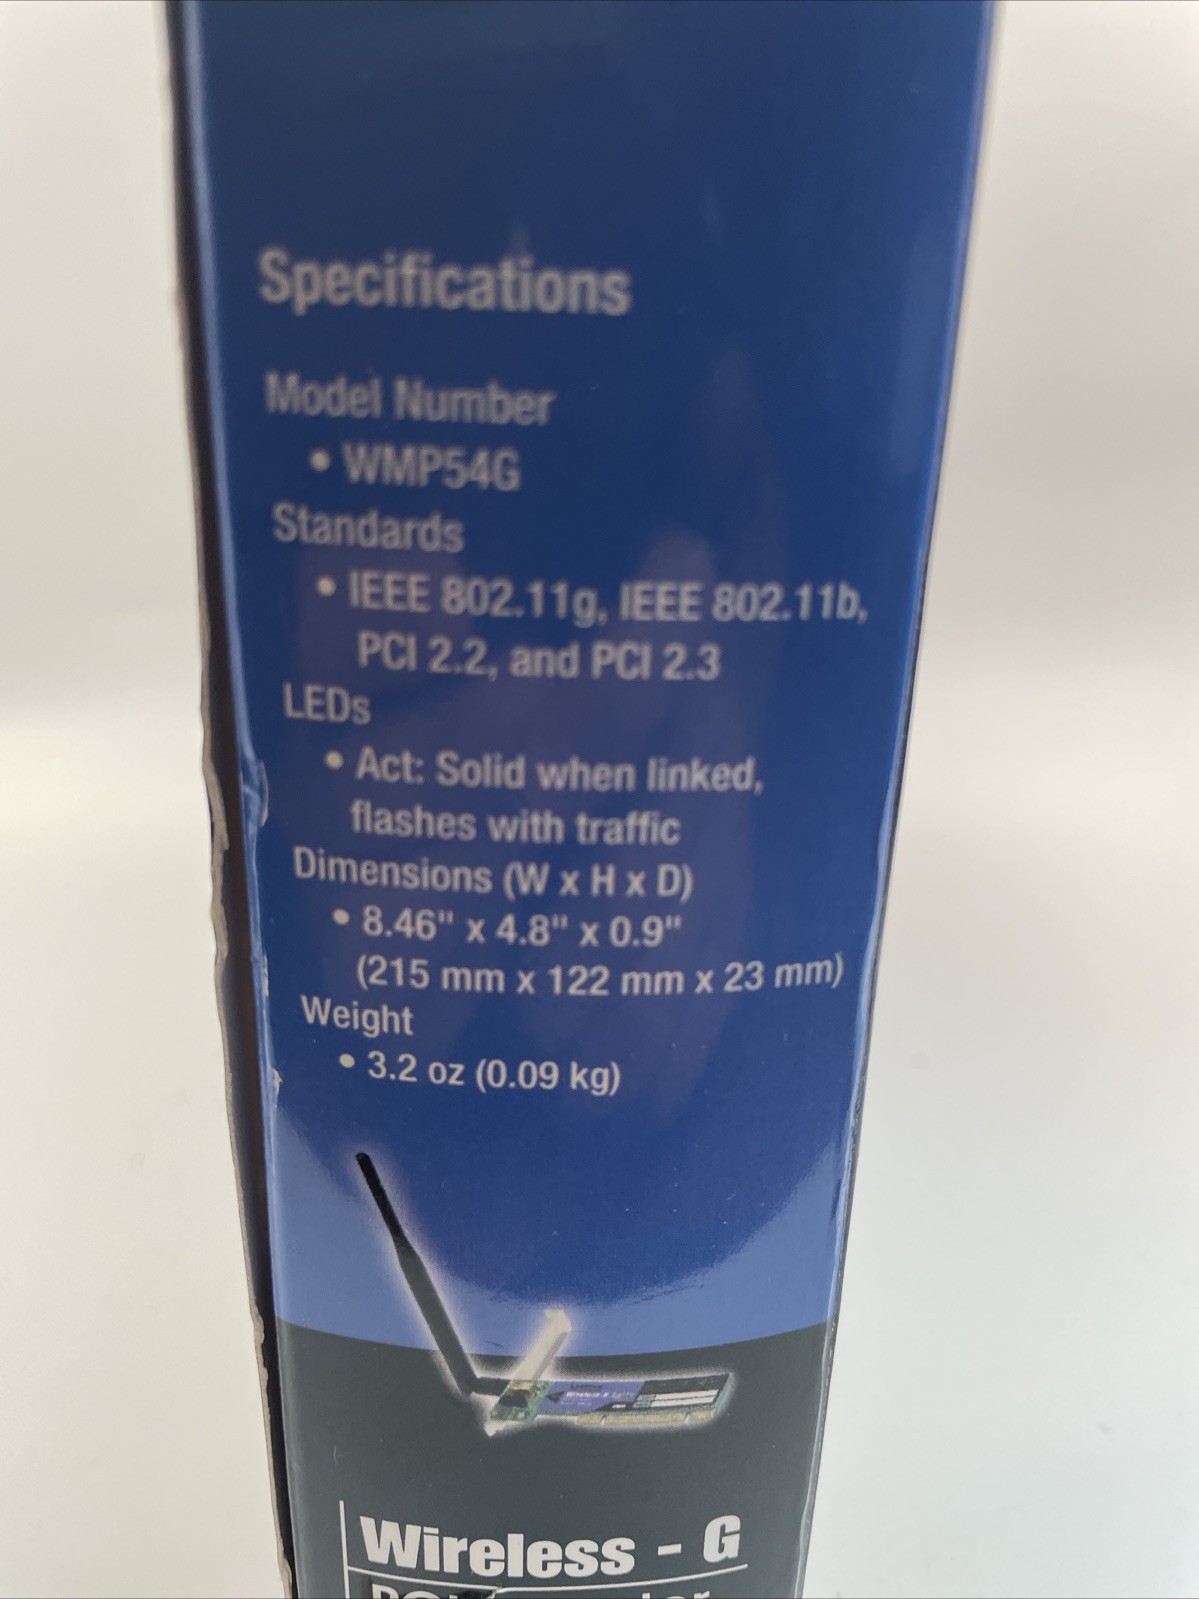 Specifications
Model Number
• WMP54G
Standards
• IEEE 802.11g, IEEE 802.11b,
PCI 2.2, and PCI 2.3
LEDs
• Act: Solid when linked,
flashes with traffic
Dimensions (W x H x D)
• 8.46" x 4.8" x 0.9"
(215 mm x 122 mm x 23 mm)
Weight
• 3.2 oz (0.09 kg)
Wireless - G